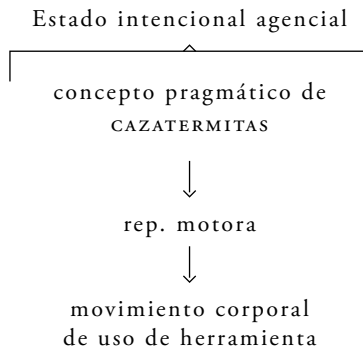 Estado intencional agencial
concepto pragmático de
CAZATERMITAS
rep. motora
movimiento corporal
de uso de herramienta